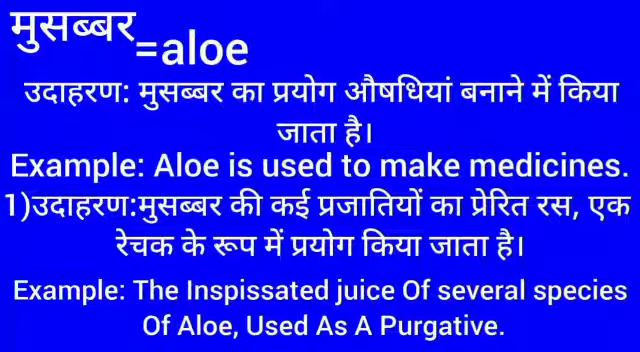 मुसब्बर
=aloe
उदाहरण: मुसब्बर का प्रयोग औषधियां बनाने में किया
जाता है।
Example: Aloe is used to make medicines.
1)उदाहरण:मुसब्बर की कई प्रजातियों का प्रेरित रस, एक
रेचक के रूप में प्रयोग किया जाता है।
Example: The Inspissated juice Of several species
Of Aloe, Used As A Purgative.